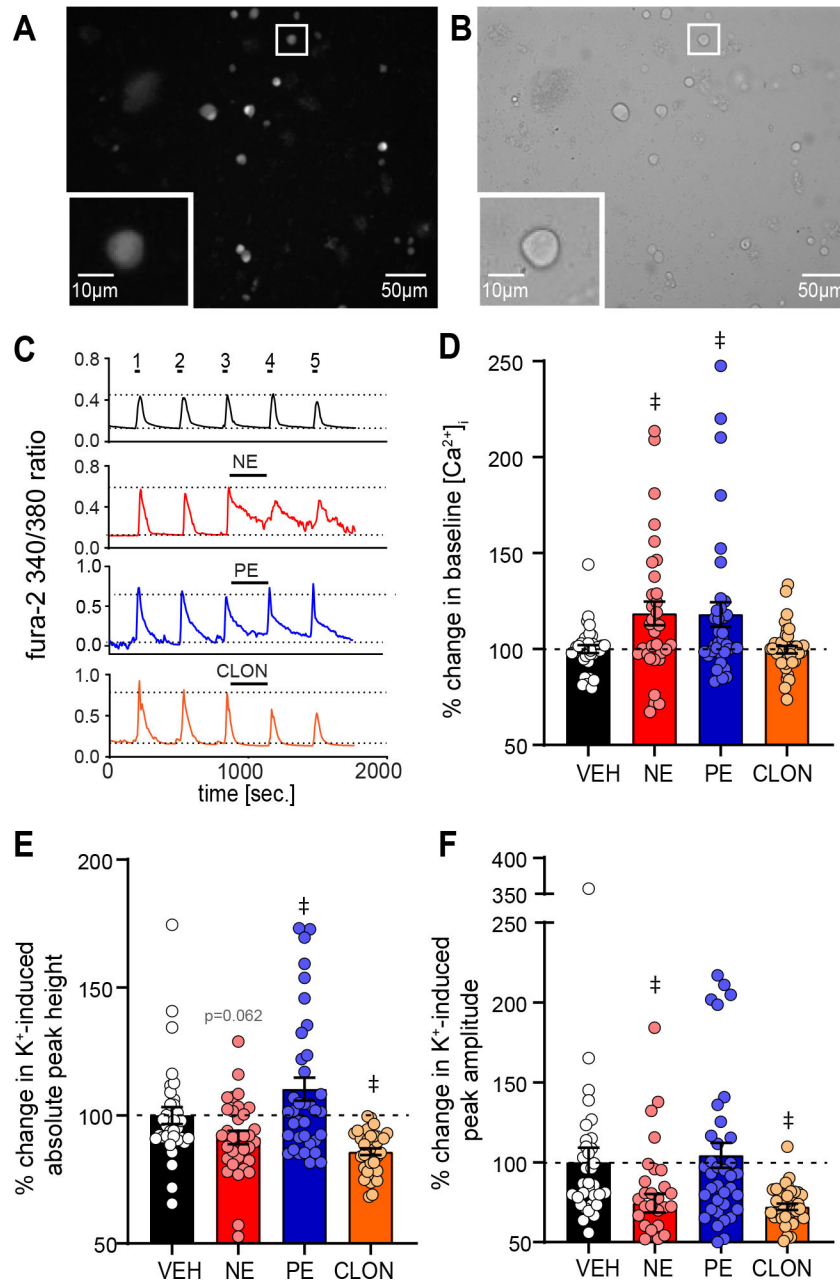 A
10µm
50µm
B
10µm
50µm
C
fura-2 340/380 ratio
1 2 3 4 5
0.8
0.4
0.0
NE
0.8
0.4
0.0
PE
1.0
0.5
0.0
CLON
1.0
0.5
0.0
0 1000 2000
time [sec.]
D
% change in baseline [Ca²⁺]ᵢ
250
200
150
100
50
‡
‡
VEH NE PE CLON
E
% change in K⁺-induced
absolute peak height
200
150
100
50
p=0.062
‡
‡
VEH NE PE CLON
F
% change in K⁺-induced
peak amplitude
400
350
250
200
150
100
50
‡
‡
VEH NE PE CLON